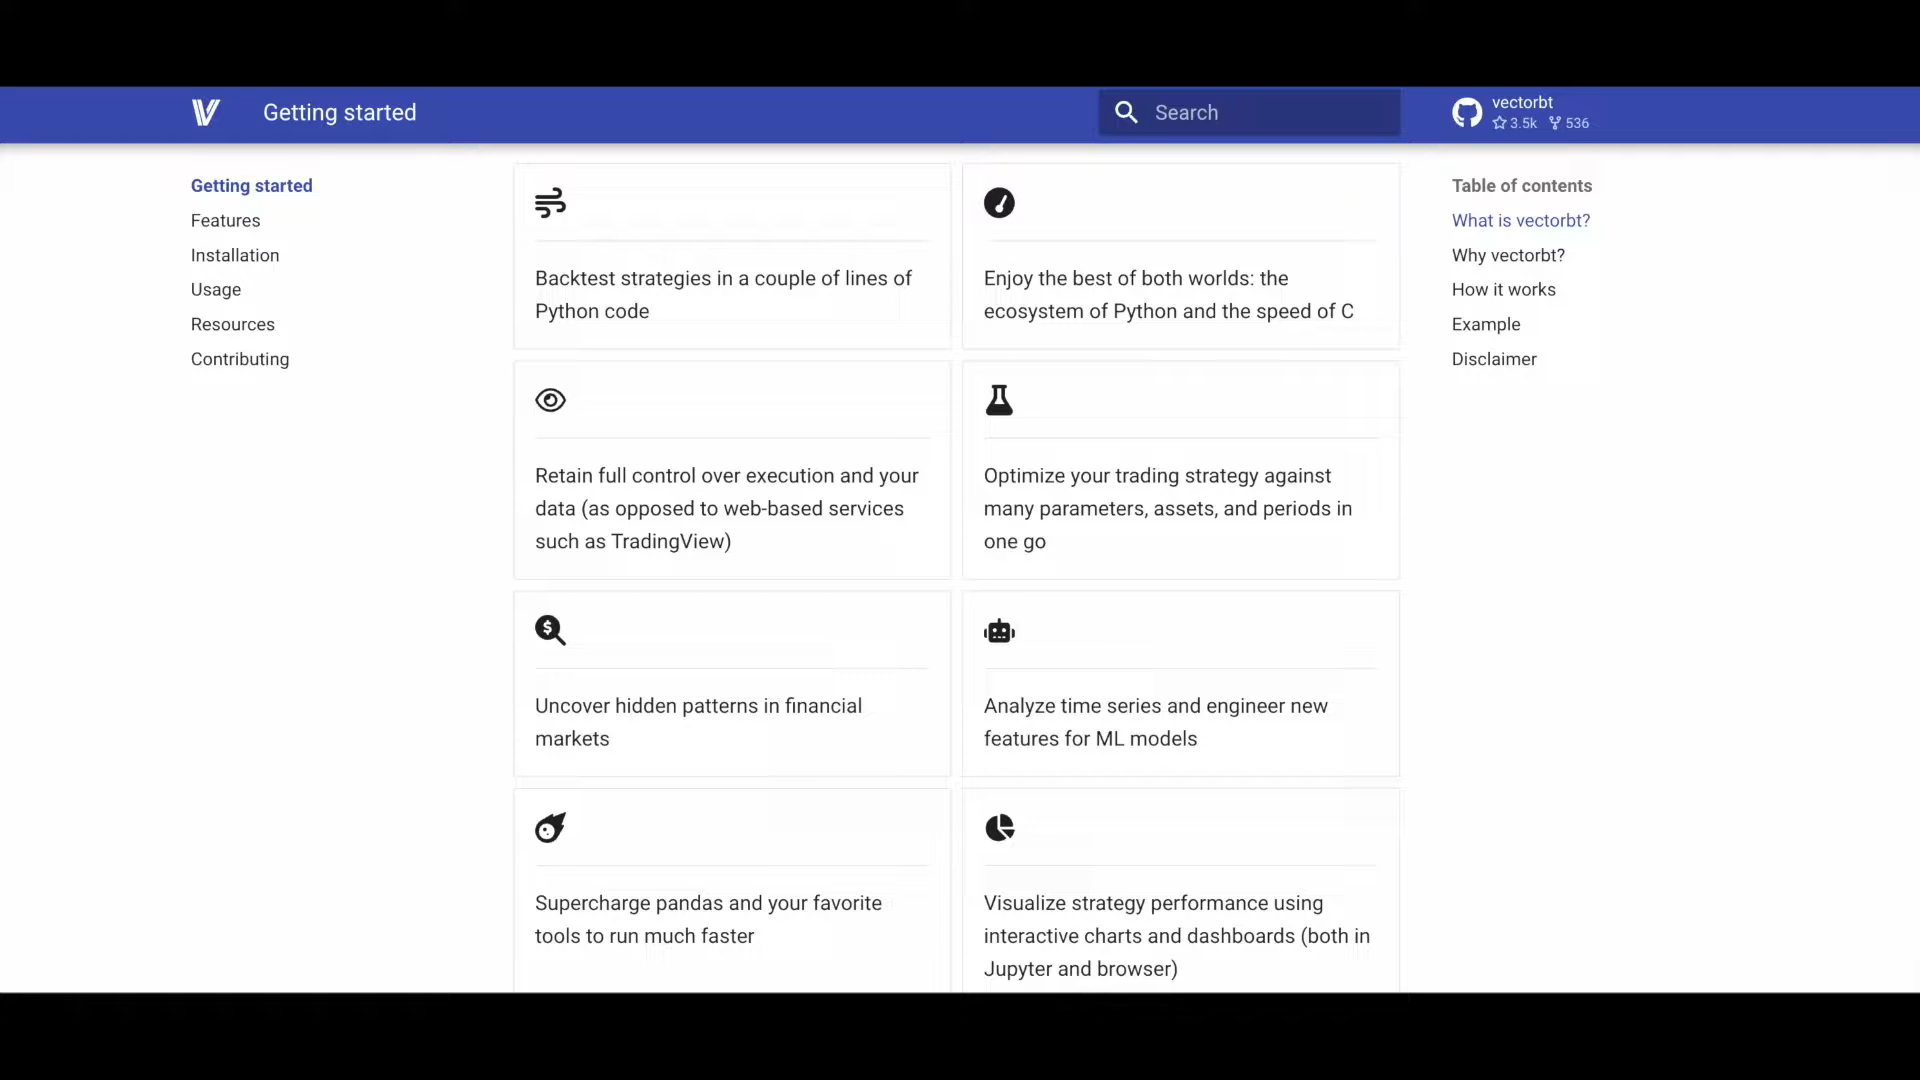 Getting started
Search
vectorbt
3.5k 536
Getting started
Features
Installation
Usage
Resources
Contributing
Backtest strategies in a couple of lines of
Python code
Enjoy the best of both worlds: the
ecosystem of Python and the speed of C
Retain full control over execution and your
data (as opposed to web-based services
such as TradingView)
Optimize your trading strategy against
many parameters, assets, and periods in
one go
Uncover hidden patterns in financial
markets
Analyze time series and engineer new
features for ML models
Supercharge pandas and your favorite
tools to run much faster
Visualize strategy performance using
interactive charts and dashboards (both in
Jupyter and browser)
Table of contents
What is vectorbt?
Why vectorbt?
How it works
Example
Disclaimer